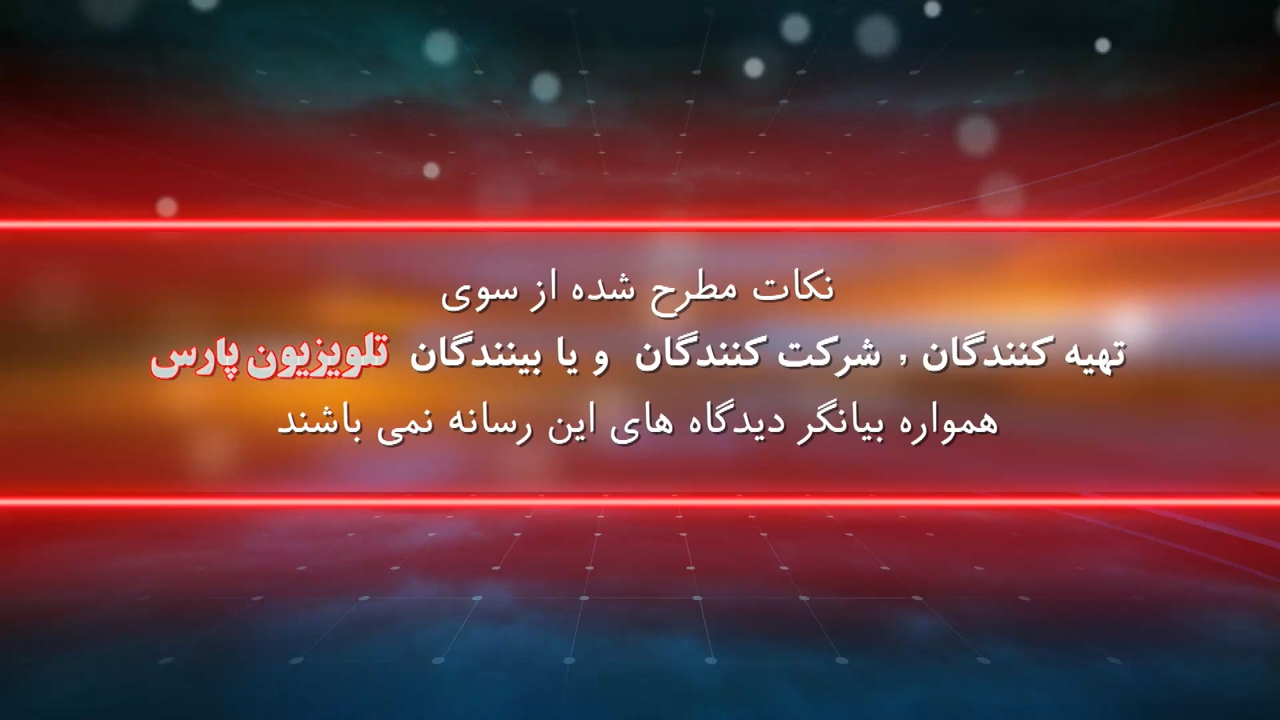 نکات مطرح شده از سوی
تهیه کنندگان , شرکت کنندگان و یا بینندگان تلویزیون پارس
همواره بیانگر دیدگاه های این رسانه نمی باشند